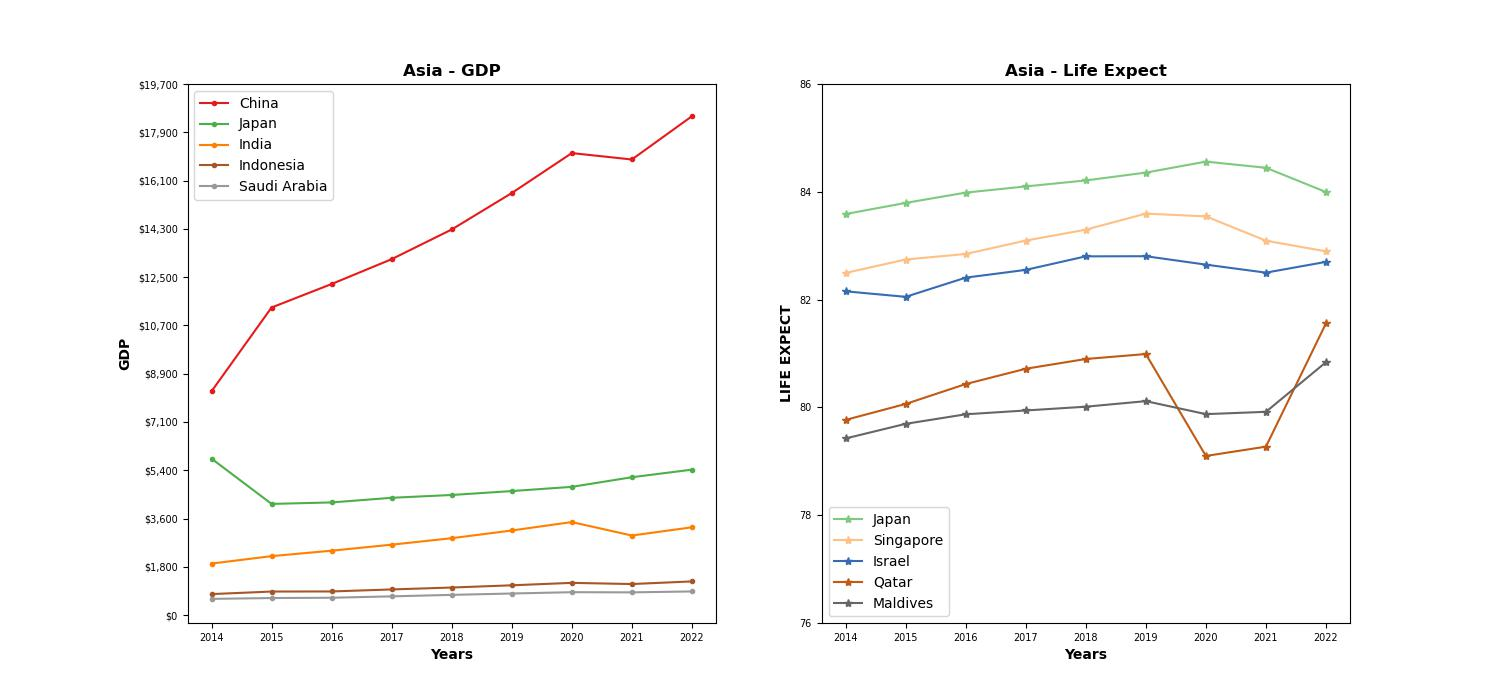 Asia - GDP
$19,700
$17,900
$16,100
$14,300
$12,500
$10,700
$8,900
$7,100
$5,400
$3,600
$1,800
$0
GDP
China
Japan
India
Indonesia
Saudi Arabia
2014 2015 2016 2017 2018 2019 2020 2021 2022
Years
Asia - Life Expect
86
84
82
80
78
76
LIFE EXPECT
Japan
Singapore
Israel
Qatar
Maldives
2014 2015 2016 2017 2018 2019 2020 2021 2022
Years